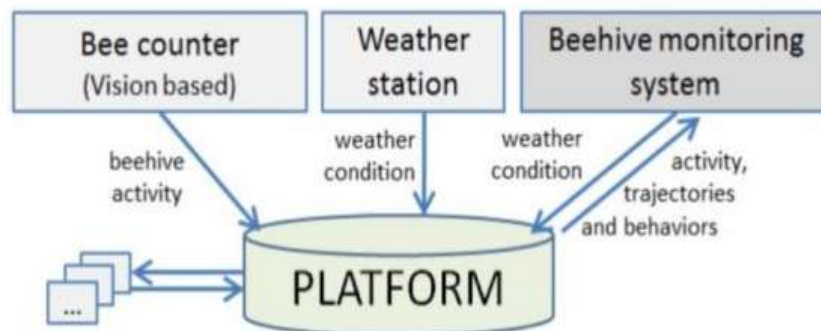 Bee counter
(Vision based)
Weather
station
Beehive monitoring
system
beehive
activity
weather
condition
weather
condition
activity,
trajectories
and behaviors
PLATFORM
...